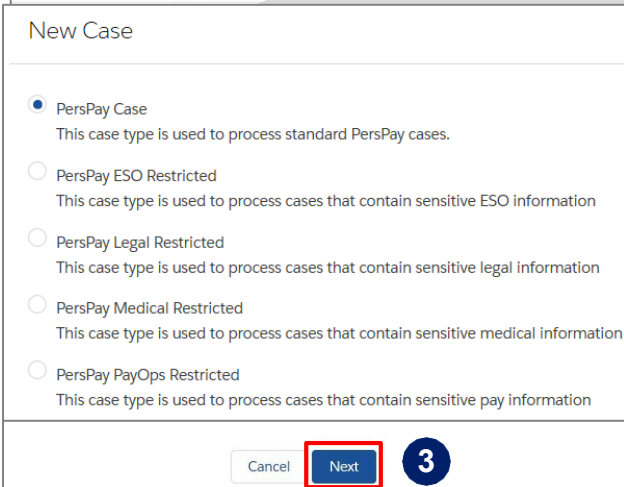 New Case
PersPay Case
This case type is used to process standard PersPay cases.
PersPay ESO Restricted
This case type is used to process cases that contain sensitive ESO information
PersPay Legal Restricted
This case type is used to process cases that contain sensitive legal information
PersPay Medical Restricted
This case type is used to process cases that contain sensitive medical information
PersPay PayOps Restricted
This case type is used to process cases that contain sensitive pay information
Cancel Next 3